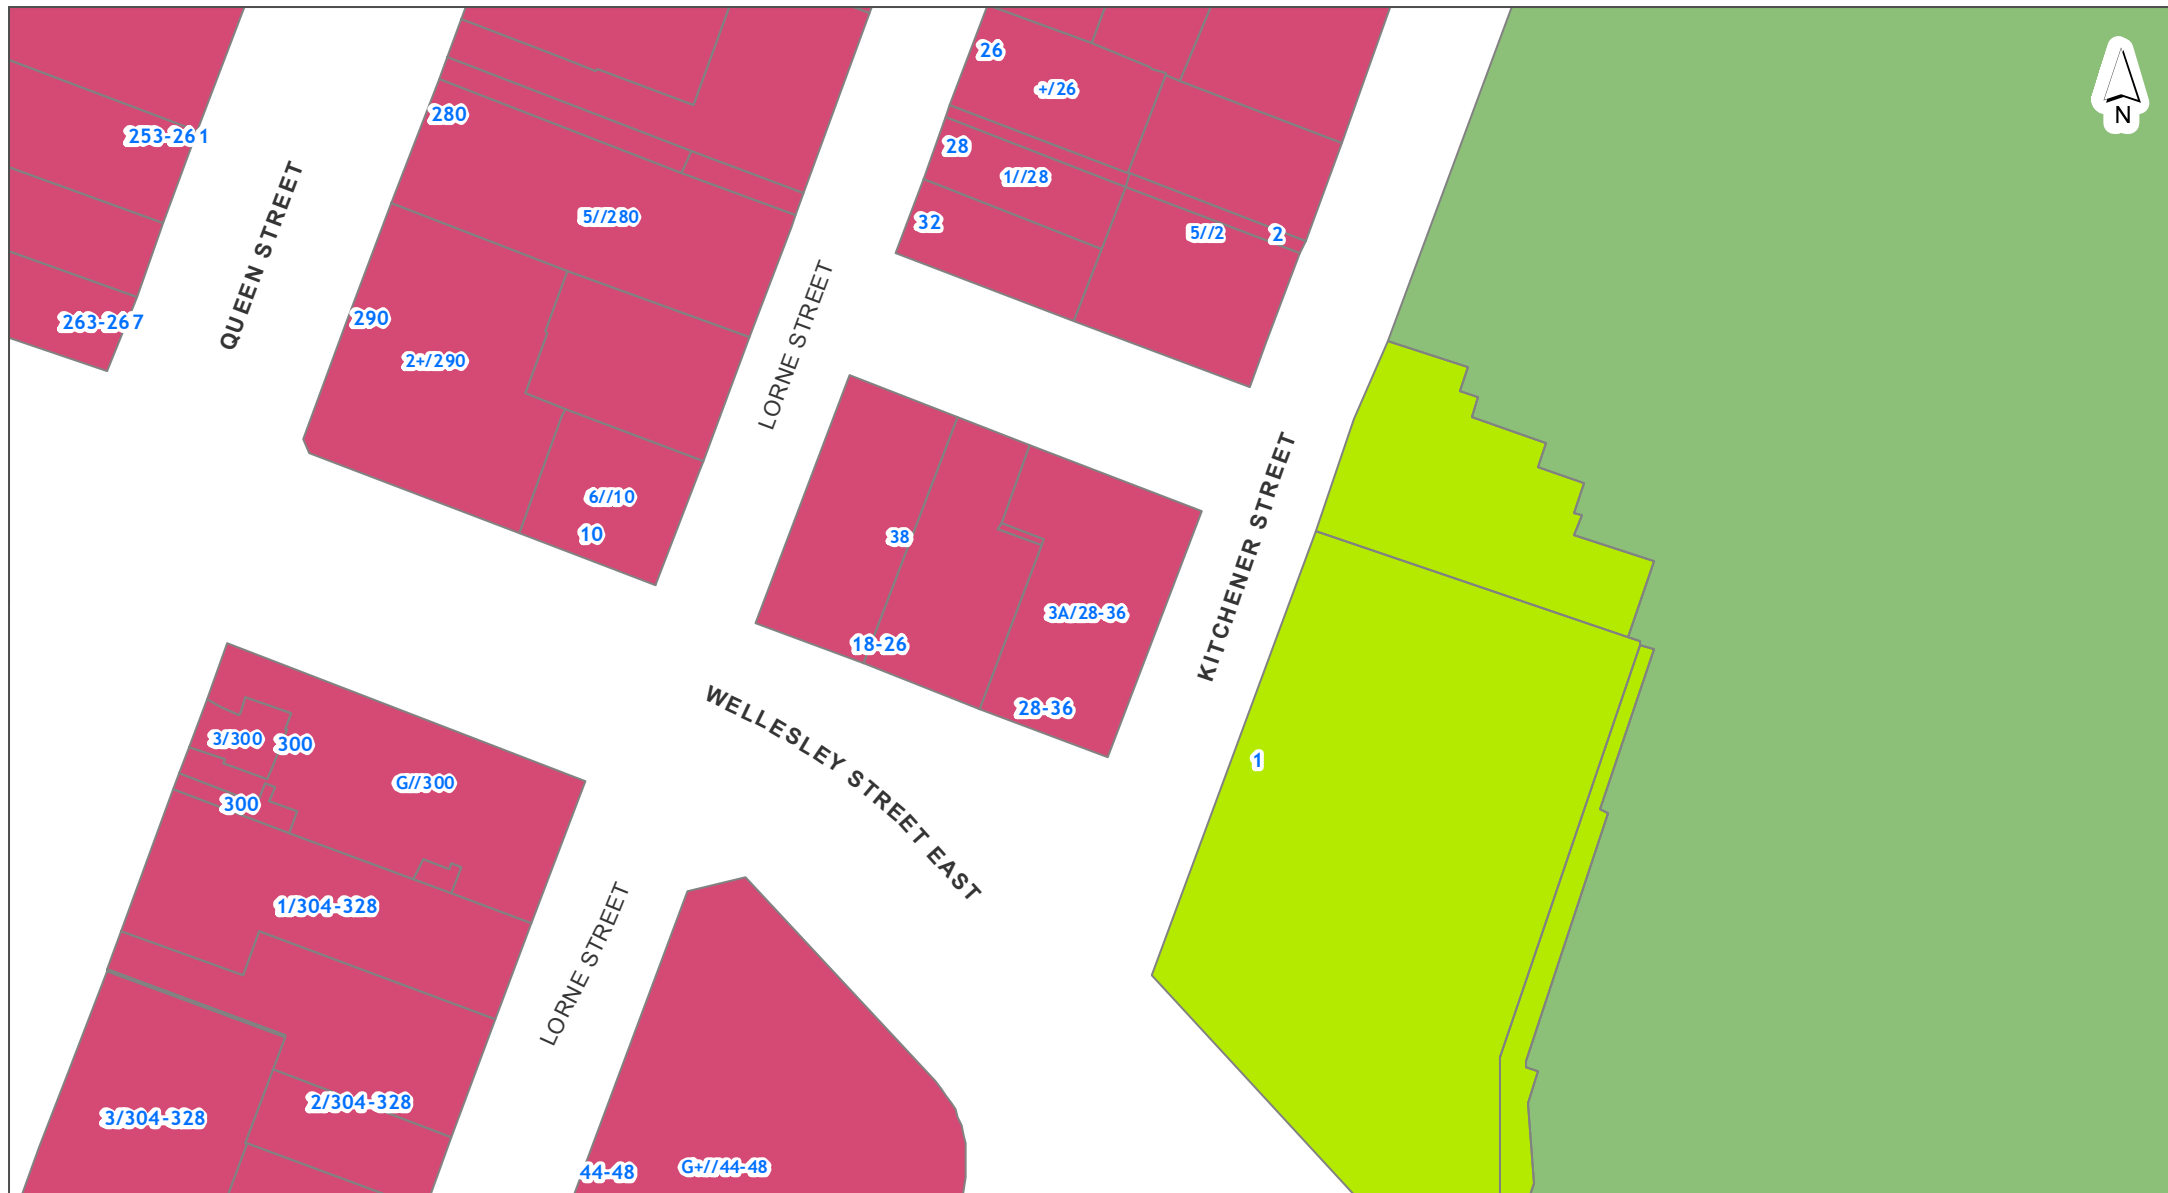 26
+/26
N
280
253-261
28
1//28
5//280
32
5//2
2
QUEEN STREET
LORNE STREET
290
263-267
2+/290
KITCHENER STREET
6//10
10
38
3A/28-36
18-26
28-36
WELLESLEY STREET EAST
3/300
300
G//300
300
1
1/304-328
LORNE STREET
2/304-328
3/304-328
44-48
G+//44-48